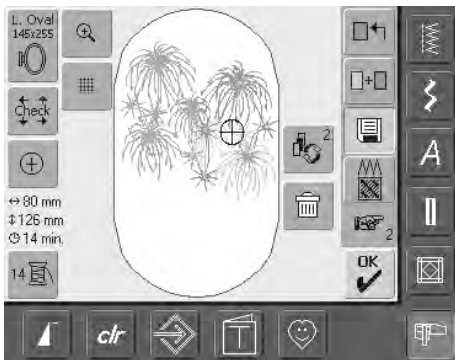 L. Oval
145x255
Check
80 mm
126 mm
14 min.
14
2
2
OK
A
clr